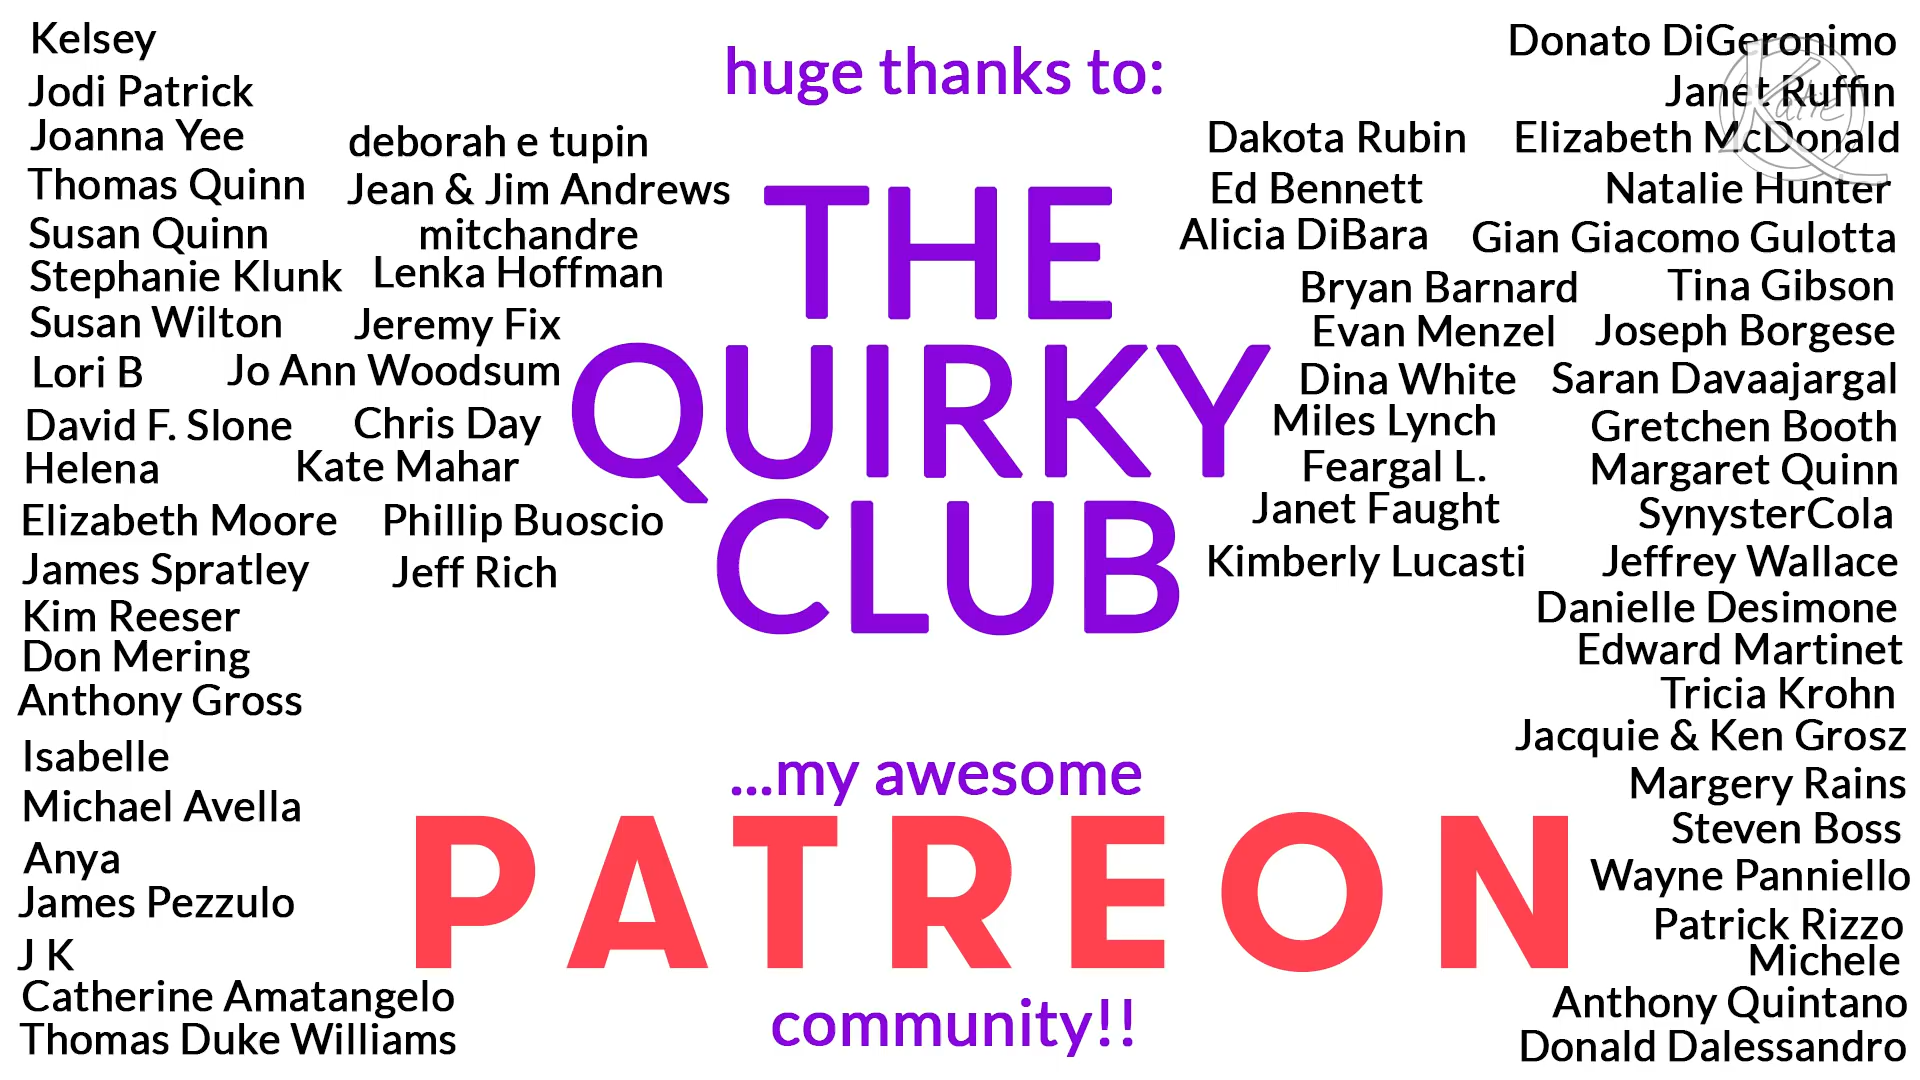 Kelsey
Jodi Patrick
Joanna Yee
Thomas Quinn
Susan Quinn
Stephanie Klunk
Susan Wilton
Lori B
David F. Slone
Helena
Elizabeth Moore
James Spratley
Kim Reeser
Don Mering
Anthony Gross
Isabelle
Michael Avella
Anya
James Pezzulo
J K
Catherine Amatangelo
Thomas Duke Williams
deborah e tupin
Jean & Jim Andrews
mitchandre
Lenka Hoffman
Jeremy Fix
Jo Ann Woodsum
Chris Day
Kate Mahar
Phillip Buoscio
Jeff Rich
huge thanks to:
THE
QUIRKY
CLUB
...my awesome
PATREON
community!!
Dakota Rubin
Ed Bennett
Alicia DiBara
Bryan Barnard
Evan Menzel
Dina White
Miles Lynch
Feargal L.
Janet Faught
Kimberly Lucasti
Donato DiGeronimo
Janet Ruffin
Elizabeth McDonald
Natalie Hunter
Gian Giacomo Gulotta
Tina Gibson
Joseph Borgese
Saran Davaajargal
Gretchen Booth
Margaret Quinn
SynysterCola
Jeffrey Wallace
Danielle Desimone
Edward Martinet
Tricia Krohn
Jacquie & Ken Grosz
Margery Rains
Steven Boss
Wayne Panniello
Patrick Rizzo
Michele
Anthony Quintano
Donald Dalessandro
Katie